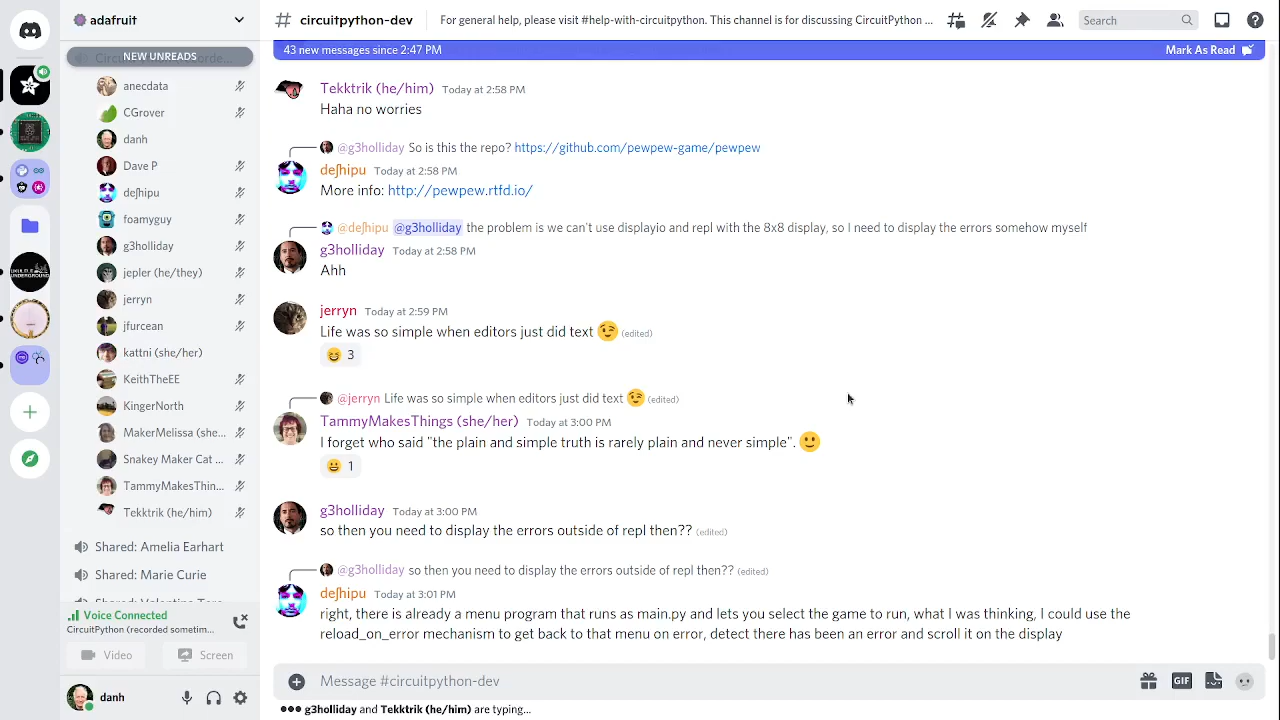 adafruit
circuitpython-dev
For general help, please visit #help-with-circuitpython. This channel is for discussing CircuitPython ...
Search
NEW UNREADS
43 new messages since 2:47 PM
Mark As Read
anecdata
CGrover
danh
Dave P
deʃhipu
foamyguy
g3holliday
jepler (he/they)
jerryn
jfurcean
kattni (she/her)
KeithTheEE
KingerNorth
MakerMelissa (she...
Snakey Maker Cat ...
TammyMakesThin...
Tekktrik (he/him)
Shared: Amelia Earhart
Shared: Marie Curie
Voice Connected
CircuitPython (recorded sometim...
Video
Screen
danh
Tekktrik (he/him) Today at 2:58 PM
Haha no worries
@g3holliday So is this the repo? https://github.com/pewpew-game/pewpew
deʃhipu Today at 2:58 PM
More info: http://pewpew.rtfd.io/
@deʃhipu @g3holliday the problem is we can't use displayio and repl with the 8x8 display, so I need to display the errors somehow myself
g3holliday Today at 2:58 PM
Ahh
jerryn Today at 2:59 PM
Life was so simple when editors just did text 😉 (edited)
😆 3
@jerryn Life was so simple when editors just did text 😉 (edited)
TammyMakesThings (she/her) Today at 3:00 PM
I forget who said "the plain and simple truth is rarely plain and never simple". 🙂
😀 1
g3holliday Today at 3:00 PM
so then you need to display the errors outside of repl then?? (edited)
@g3holliday so then you need to display the errors outside of repl then?? (edited)
deʃhipu Today at 3:01 PM
right, there is already a menu program that runs as main.py and lets you select the game to run, what I was thinking, I could use the
reload_on_error mechanism to get back to that menu on error, detect there has been an error and scroll it on the display
Message #circuitpython-dev
GIF
g3holliday and Tekktrik (he/him) are typing...